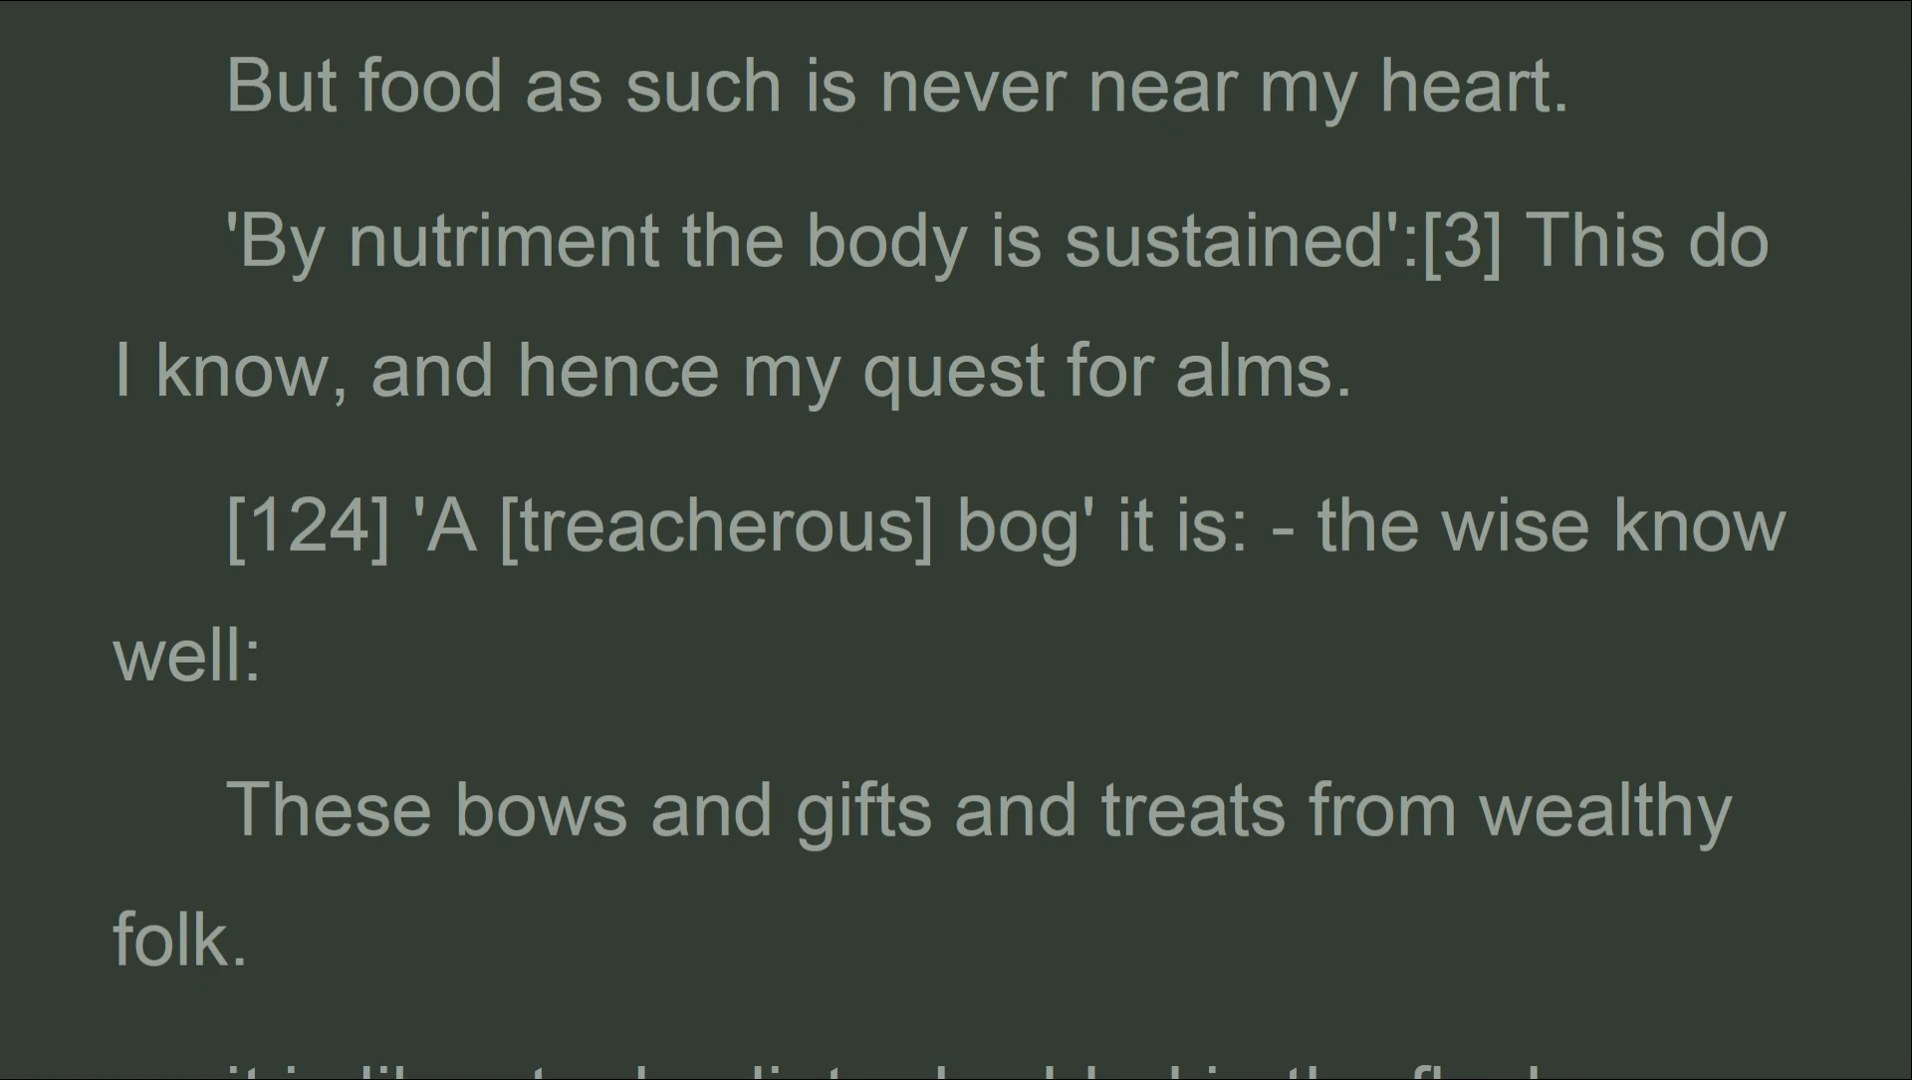 But food as such is never near my heart.
'By nutriment the body is sustained':[3] This do
I know, and hence my quest for alms.
[124] 'A [treacherous] bog' it is: - the wise know
well:
These bows and gifts and treats from wealthy
folk.